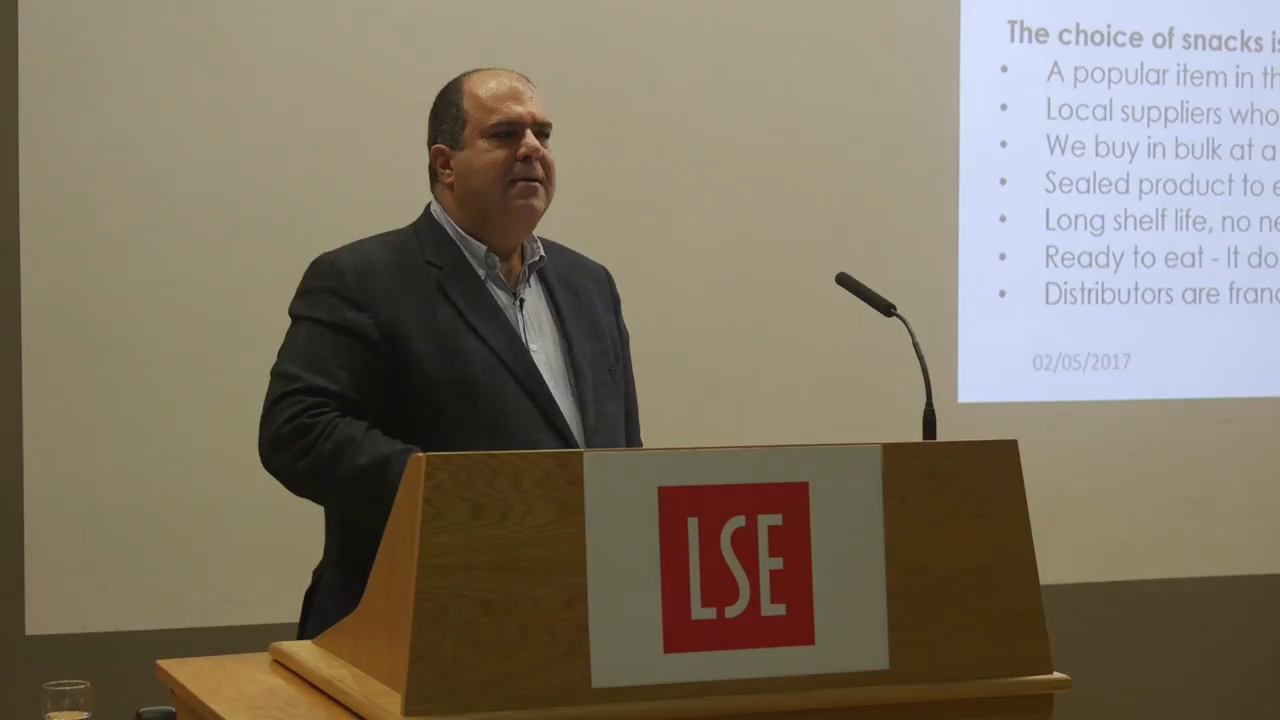 The choice of snacks is
• A popular item in th
• Local suppliers who
• We buy in bulk at a
• Sealed product to e
• Long shelf life, no ne
• Ready to eat - It do
• Distributors are franc
02/05/2017
LSE